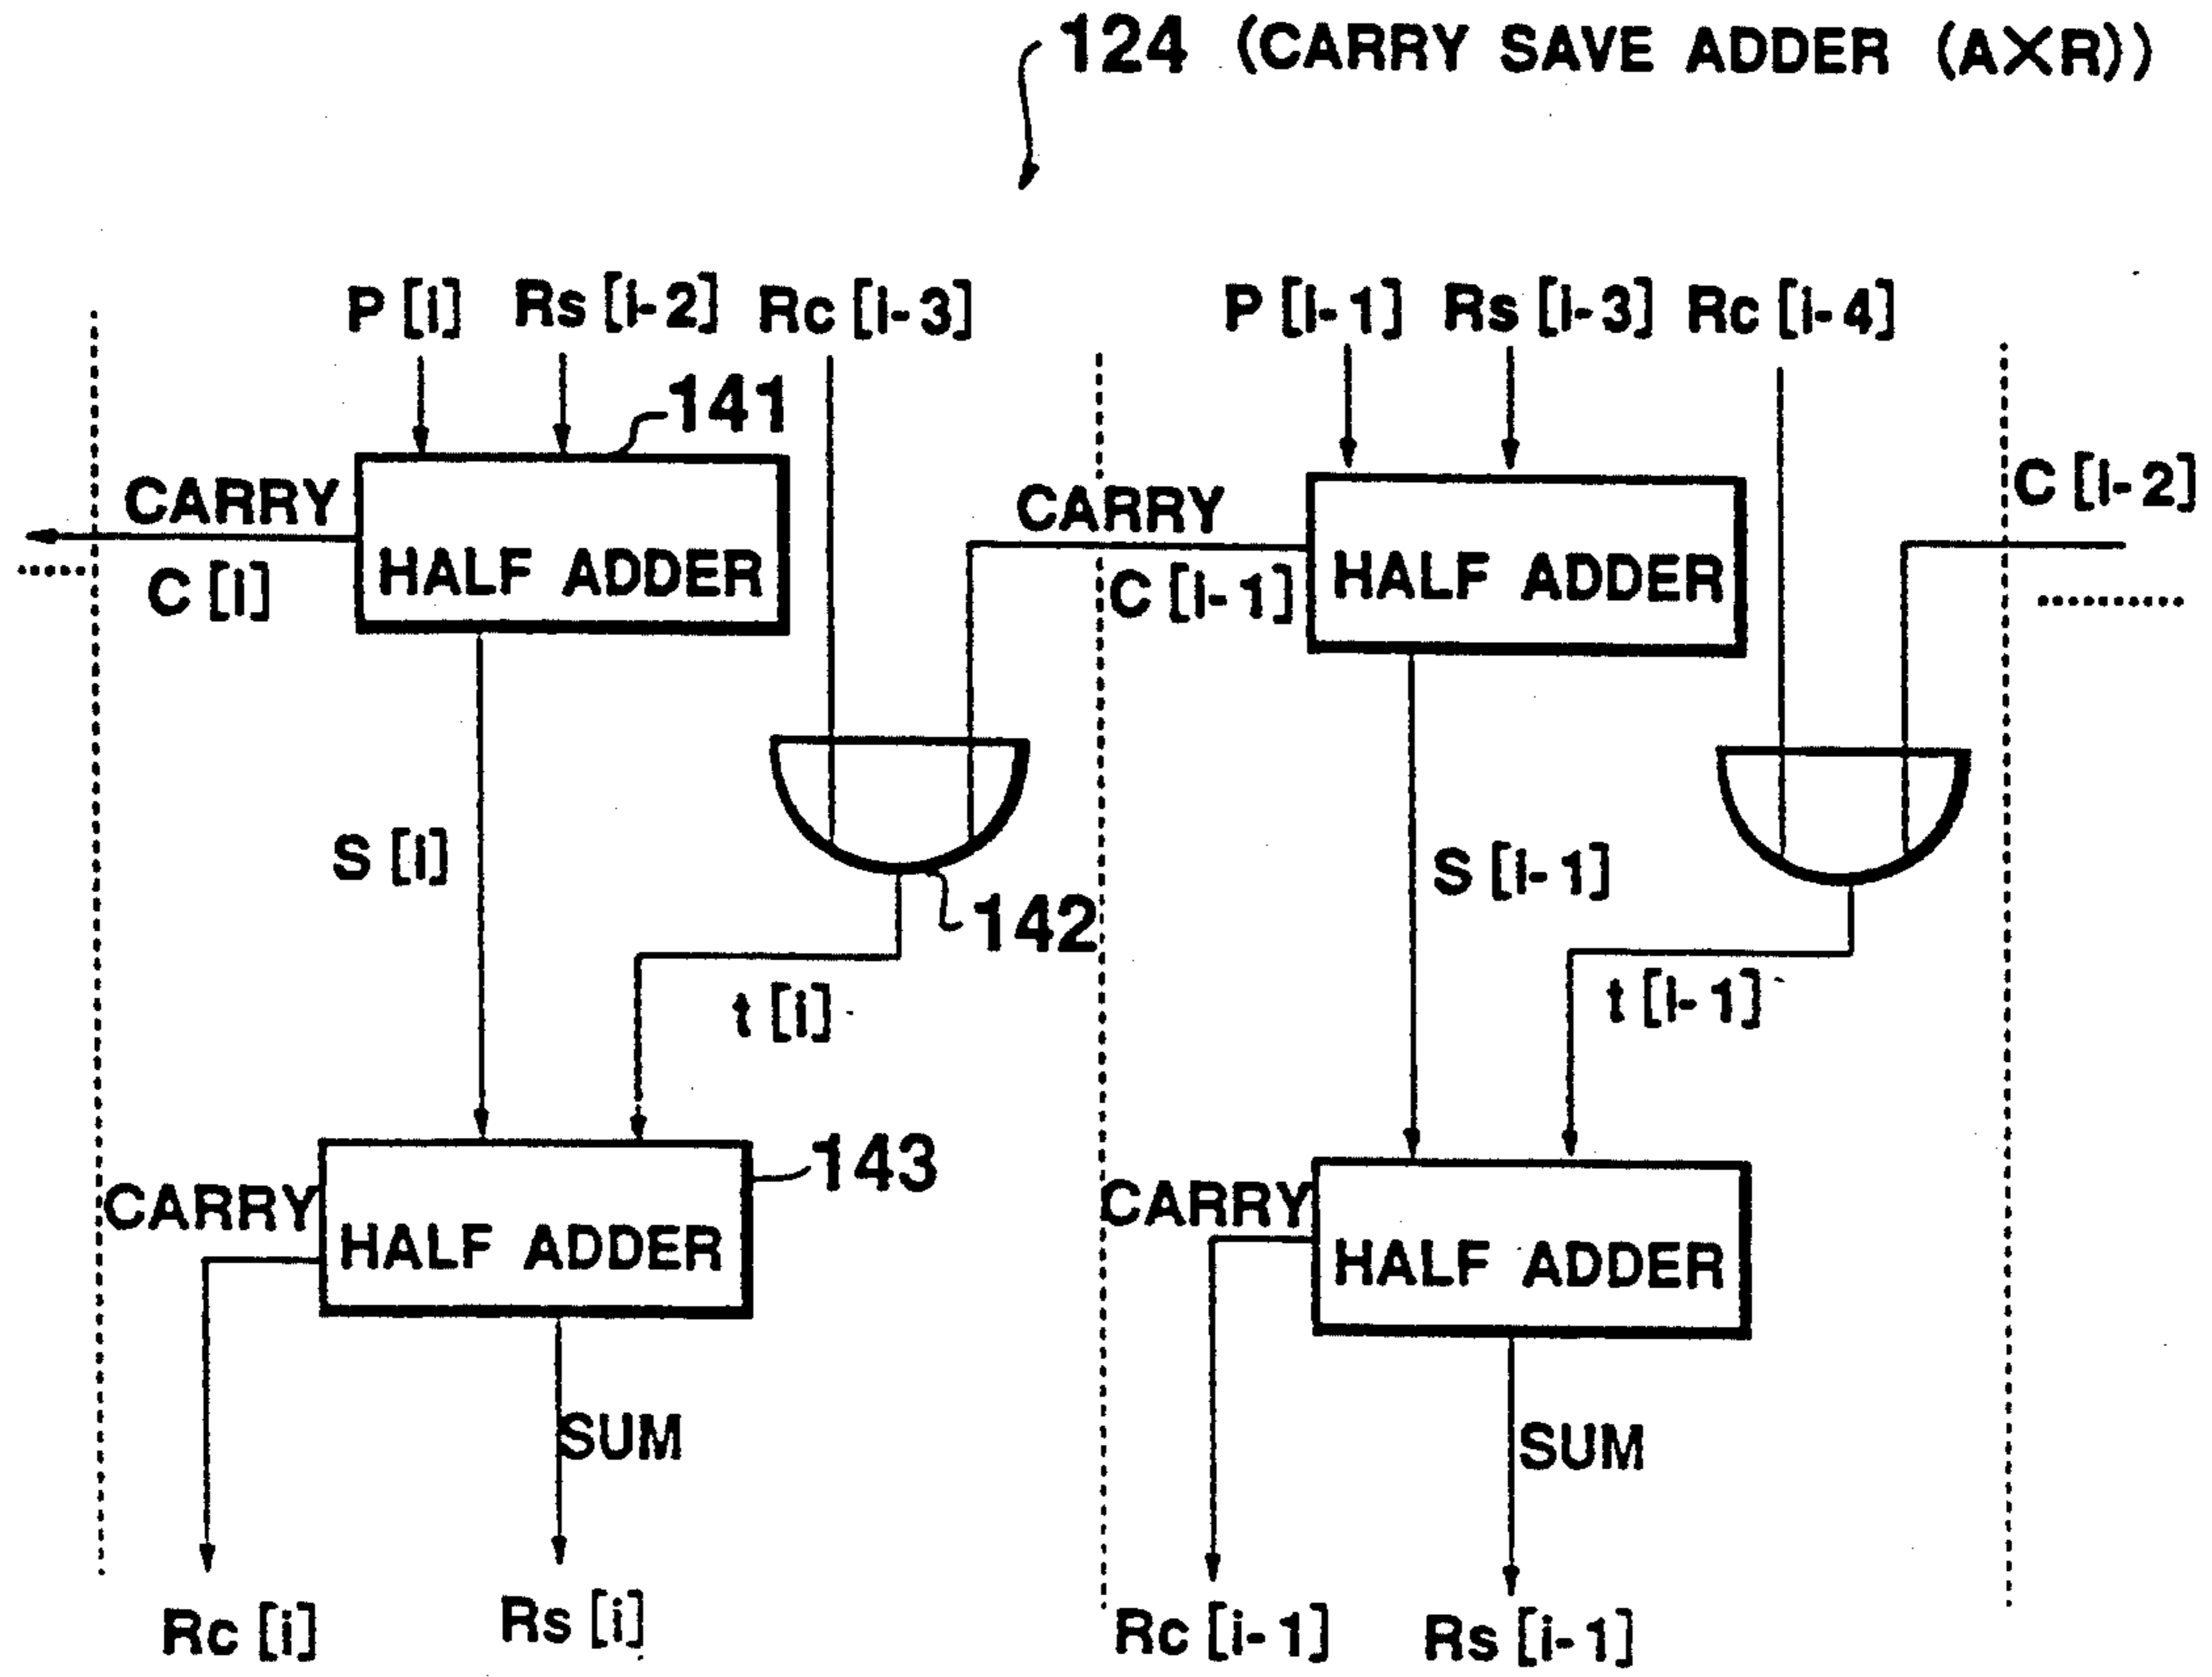 124 (CARRY SAVE ADDER (A×R))
P [i] Rs [i-2] Rc [i-3] P [i-1] Rs [i-3] Rc [i-4]
141
CARRY CARRY C [i-2]
HALF ADDER HALF ADDER
C [i] C [i-1]
S [i] S [i-1]
142
t [i] t [i-1]
143
CARRY CARRY
HALF ADDER HALF ADDER
SUM SUM
Rc [i] Rs [i] Rc [i-1] Rs [i-1]